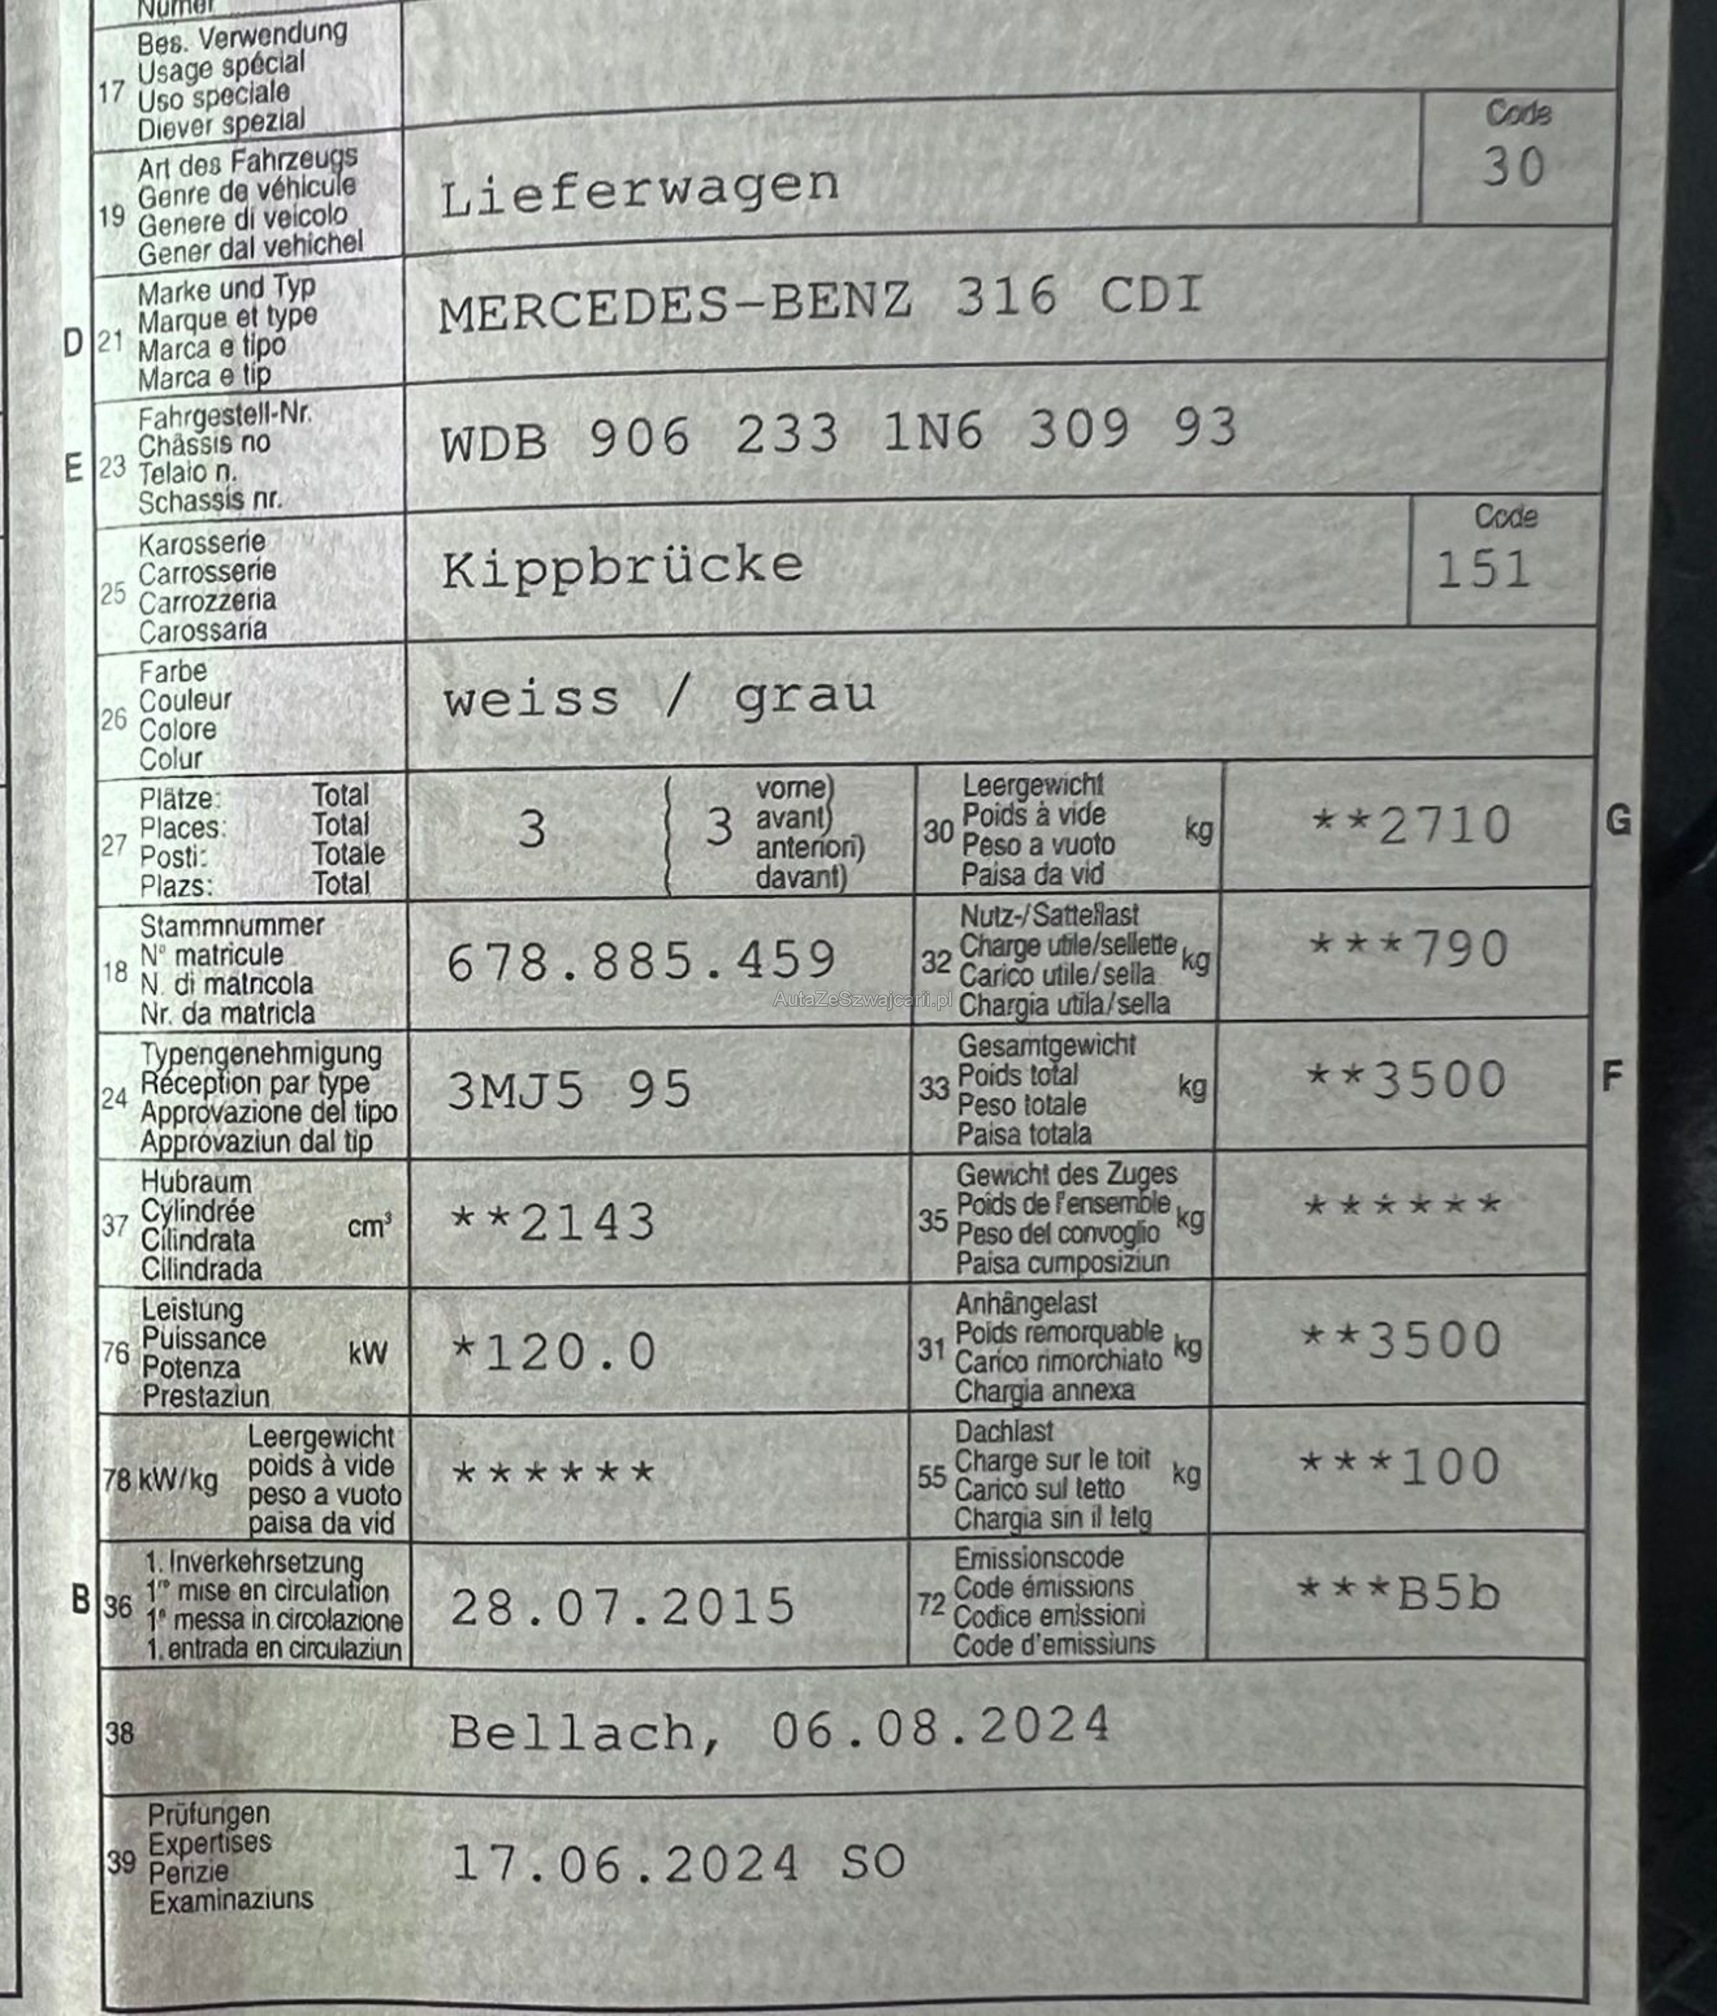 Numer
17
Bes. Verwendung
Usage spécial
Uso speciale
Diever spezial
19
Art des Fahrzeugs
Genre de véhicule
Genere di veicolo
Gener dal vehichel
Lieferwagen
Code
30
D
21
Marke und Typ
Marque et type
Marca e tipo
Marca e tip
MERCEDES-BENZ 316 CDI
E
23
Fahrgestell-Nr.
Châssis no
Telaio n.
Schassis nr.
WDB 906 233 1N6 309 93
25
Karosserie
Carrosserie
Carrozzeria
Carossaria
Kippbrücke
Code
151
26
Farbe
Couleur
Colore
Colur
weiss / grau
27
Plätze: Total
Places: Total
Posti: Totale
Plazs: Total
3
3
vorne)
avant)
anteriori)
davant)
30
Leergewicht
Poids à vide
Peso a vuoto
Paisa da vid
kg
**2710
G
18
Stammnummer
N° matricule
N. di matricola
Nr. da matricla
678.885.459
32
Nutz-/Sattellast
Charge utile/sellette
Carico utile/sella
Chargia utila/sella
kg
***790
AutaZeSzwajcarii.pl
24
Typengenehmigung
Réception par type
Approvazione del tipo
Approvaziun dal tip
3MJ5 95
33
Gesamtgewicht
Poids total
Peso totale
Paisa totala
kg
**3500
F
37
Hubraum
Cylindrée
Cilindrata
Cilindrada
cm³
**2143
35
Gewicht des Zuges
Poids de l'ensemble
Peso del convoglio
Paisa cumposiziun
kg
******
76
Leistung
Puissance
Potenza
Prestaziun
kW
*120.0
31
Anhängelast
Poids remorquable
Carico rimorchiato
Chargia annexa
kg
**3500
78 kW/kg
Leergewicht
poids à vide
peso a vuoto
paisa da vid
******
55
Dachlast
Charge sur le toit
Carico sul tetto
Chargia sin il tetg
kg
***100
B
36
1. Inverkehrsetzung
1re mise en circulation
1a messa in circolazione
1. entrada en circulaziun
28.07.2015
72
Emissionscode
Code émissions
Codice emissioni
Code d'emissiuns
***B5b
38
Bellach, 06.08.2024
39
Prüfungen
Expertises
Perizie
Examinaziuns
17.06.2024 SO